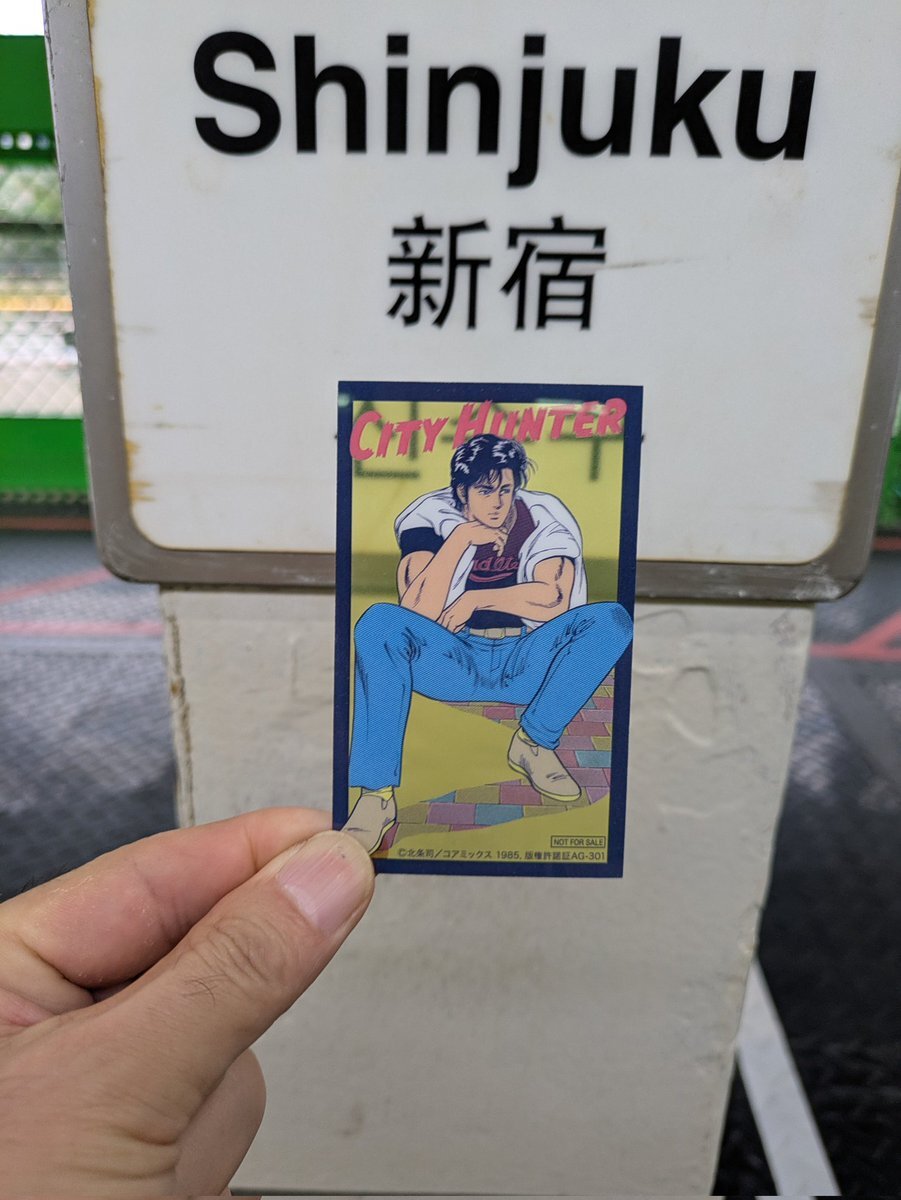 Shinjuku
新宿
CITY HUNTER
NOT FOR SALE
©北条司/コアミックス 1985, 版権許諾証AG-301